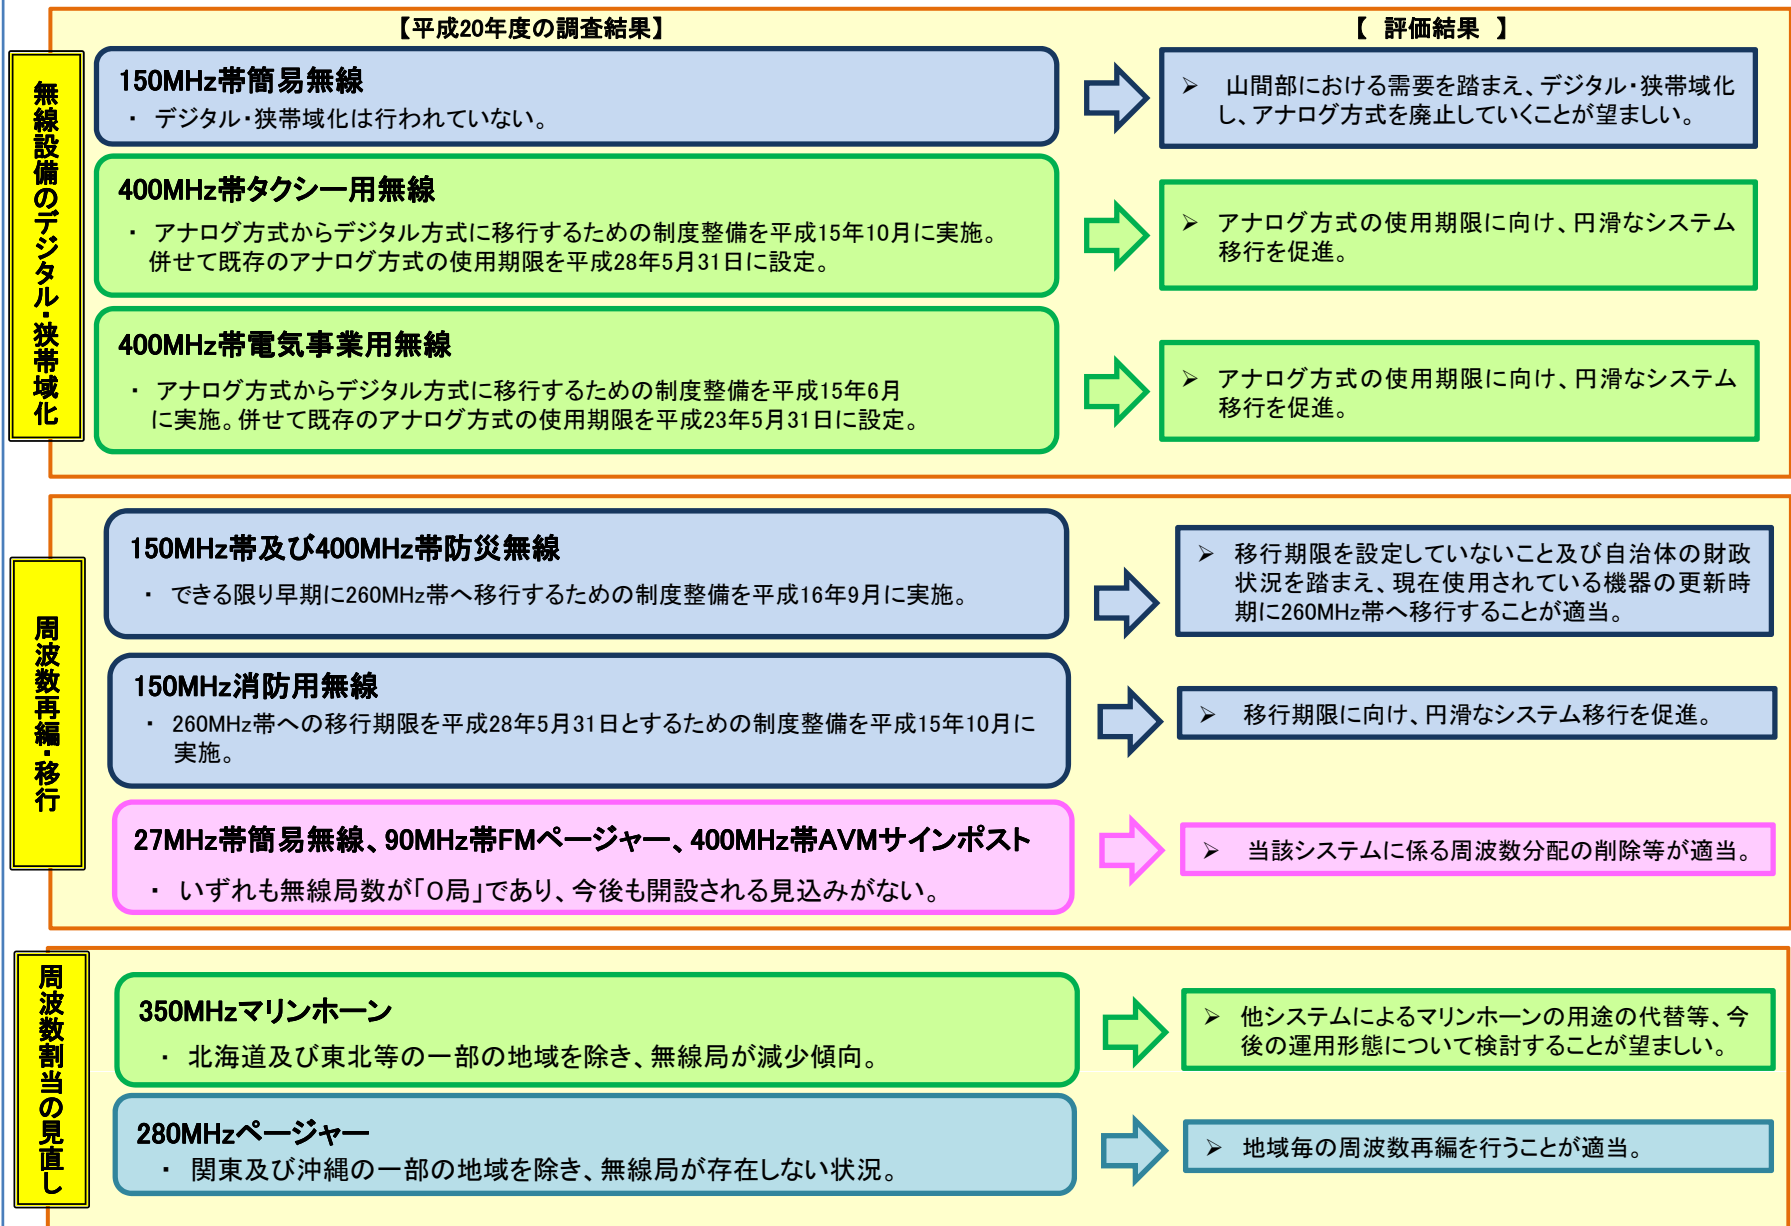 【平成20年度の調査結果】
【 評価結果 】
無線設備のデジタル・狭帯域化
150MHz帯簡易無線
・ デジタル・狭帯域化は行われていない。
➢ 山間部における需要を踏まえ、デジタル・狭帯域化
し、アナログ方式を廃止していくことが望ましい。
400MHz帯タクシー用無線
・ アナログ方式からデジタル方式に移行するための制度整備を平成15年10月に実施。
併せて既存のアナログ方式の使用期限を平成28年5月31日に設定。
➢ アナログ方式の使用期限に向け、円滑なシステム
移行を促進。
400MHz帯電気事業用無線
・ アナログ方式からデジタル方式に移行するための制度整備を平成15年6月
に実施。併せて既存のアナログ方式の使用期限を平成23年5月31日に設定。
➢ アナログ方式の使用期限に向け、円滑なシステム
移行を促進。
周波数再編・移行
150MHz帯及び400MHz帯防災無線
・ できる限り早期に260MHz帯へ移行するための制度整備を平成16年9月に実施。
➢ 移行期限を設定していないこと及び自治体の財政
状況を踏まえ、現在使用されている機器の更新時
期に260MHz帯へ移行することが適当。
150MHz消防用無線
・ 260MHz帯への移行期限を平成28年5月31日とするための制度整備を平成15年10月に
実施。
➢ 移行期限に向け、円滑なシステム移行を促進。
27MHz帯簡易無線、90MHz帯FMページャー、400MHz帯AVMサインポスト
・ いずれも無線局数が「0局」であり、今後も開設される見込みがない。
➢ 当該システムに係る周波数分配の削除等が適当。
周波数割当の見直し
350MHzマリンホーン
・ 北海道及び東北等の一部の地域を除き、無線局が減少傾向。
➢ 他システムによるマリンホーンの用途の代替等、今
後の運用形態について検討することが望ましい。
280MHzページャー
・ 関東及び沖縄の一部の地域を除き、無線局が存在しない状況。
➢ 地域毎の周波数再編を行うことが適当。